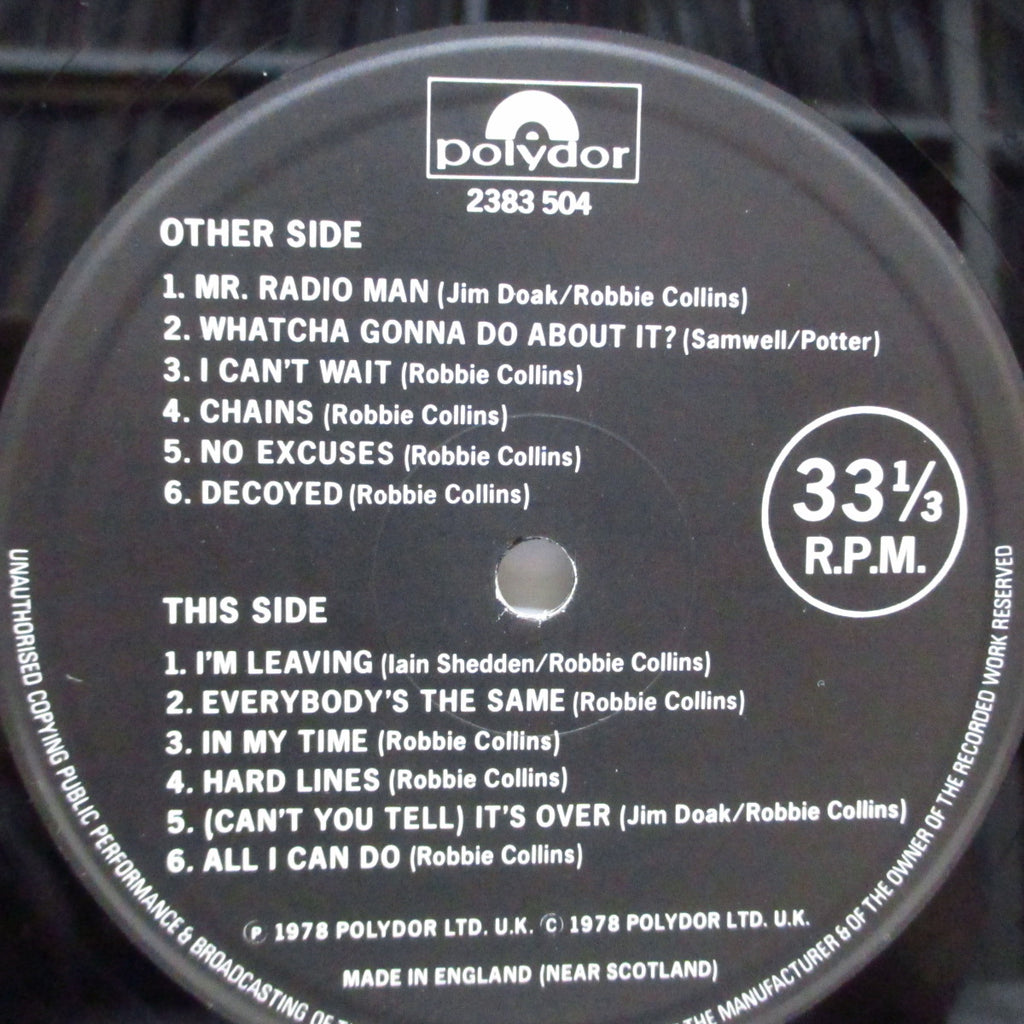 polydor
2383 504
OTHER SIDE
1. MR. RADIO MAN (Jim Doak/Robbie Collins)
2. WHATCHA GONNA DO ABOUT IT? (Samwell/Potter)
3. I CAN'T WAIT (Robbie Collins)
4. CHAINS (Robbie Collins)
5. NO EXCUSES (Robbie Collins)
6. DECOYED (Robbie Collins)
33⅓
R.P.M.
THIS SIDE
1. I'M LEAVING (Iain Shedden/Robbie Collins)
2. EVERYBODY'S THE SAME (Robbie Collins)
3. IN MY TIME (Robbie Collins)
4. HARD LINES (Robbie Collins)
5. (CAN'T YOU TELL) IT'S OVER (Jim Doak/Robbie Collins)
6. ALL I CAN DO (Robbie Collins)
℗ 1978 POLYDOR LTD. U.K. © 1978 POLYDOR LTD. U.K.
MADE IN ENGLAND (NEAR SCOTLAND)
UNAUTHORISED COPYING PUBLIC PERFORMANCE & BROADCASTING OF
THE MANUFACTURER & OF THE OWNER OF THE RECORDED WORK RESERVED